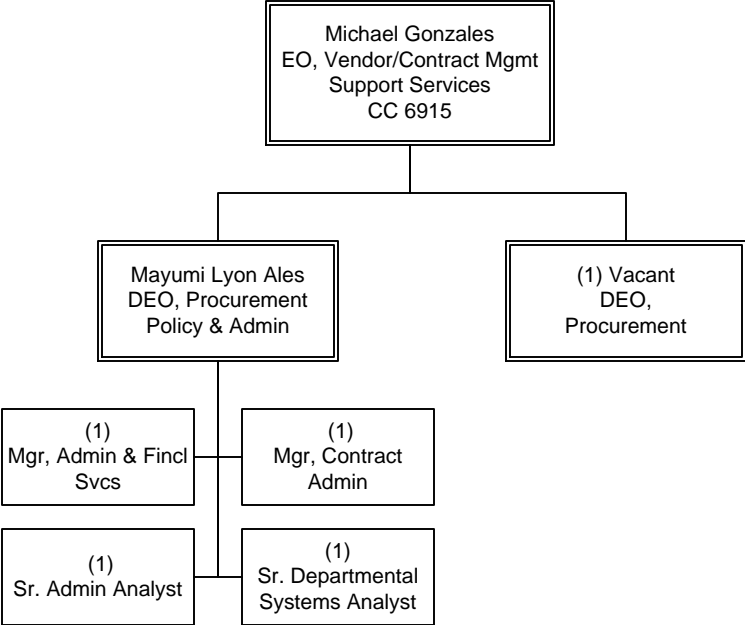 Michael Gonzales
EO, Vendor/Contract Mgmt
Support Services
CC 6915
Mayumi Lyon Ales
DEO, Procurement
Policy & Admin
(1) Vacant
DEO,
Procurement
(1)
Mgr, Admin & Fincl
Svcs
(1)
Mgr, Contract
Admin
(1)
Sr. Admin Analyst
(1)
Sr. Departmental
Systems Analyst